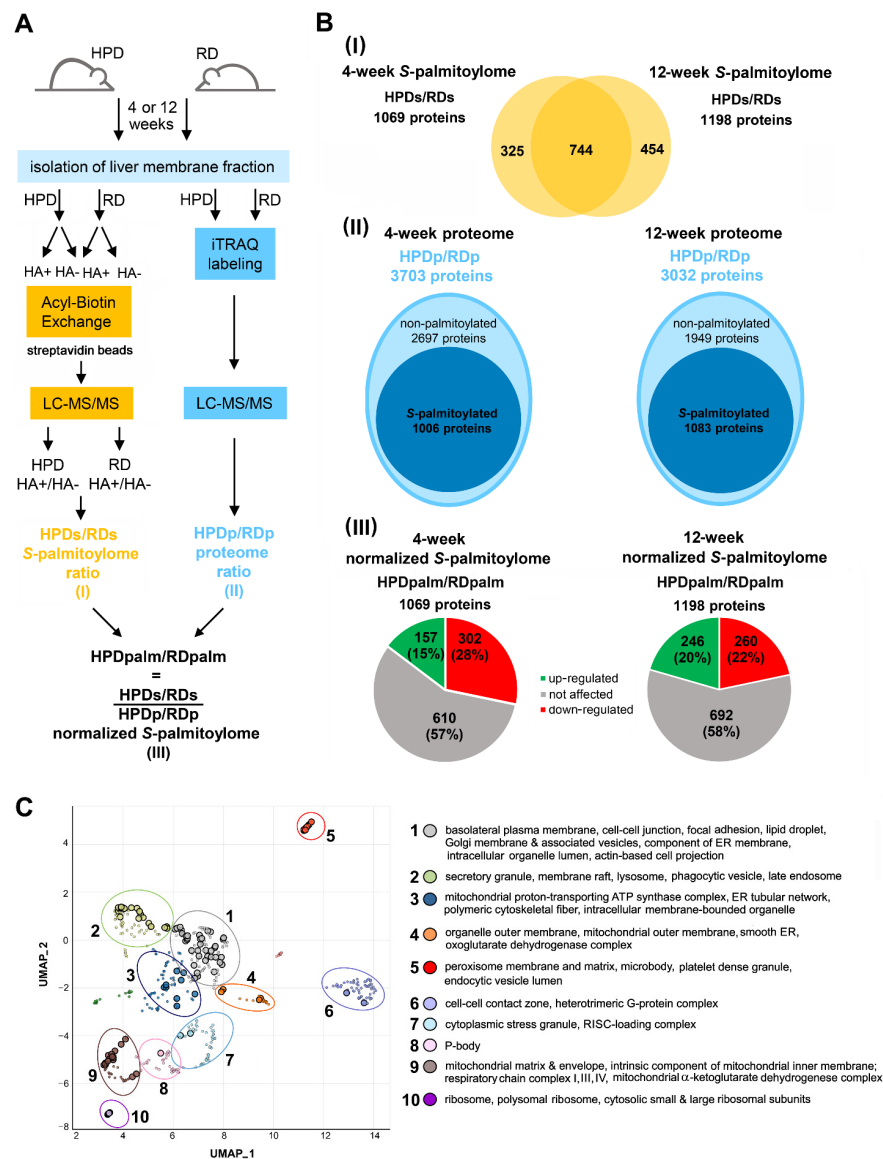 A
HPD
RD
4 or 12
weeks
isolation of liver membrane fraction
HPD
RD
HPD
RD
HA+ HA- HA+ HA-
iTRAQ
labeling
Acyl-Biotin
Exchange
streptavidin beads
LC-MS/MS
LC-MS/MS
HPD
HA+/HA-
RD
HA+/HA-
HPDs/RDs
S-palmitoylome
ratio
(I)
HPDp/RDp
proteome
ratio
(II)
HPDpalm/RDpalm
=
HPDs/RDs
HPDp/RDp
normalized S-palmitoylome
(III)
B
(I)
4-week S-palmitoylome
HPDs/RDs
1069 proteins
12-week S-palmitoylome
HPDs/RDs
1198 proteins
325
744
454
(II)
4-week proteome
HPDp/RDp
3703 proteins
non-palmitoylated
2697 proteins
S-palmitoylated
1006 proteins
12-week proteome
HPDp/RDp
3032 proteins
non-palmitoylated
1949 proteins
S-palmitoylated
1083 proteins
(III)
4-week
normalized S-palmitoylome
HPDpalm/RDpalm
1069 proteins
157
(15%)
302
(28%)
610
(57%)
up-regulated
not affected
down-regulated
12-week
normalized S-palmitoylome
HPDpalm/RDpalm
1198 proteins
246
(20%)
260
(22%)
692
(58%)
C
UMAP_2
4
2
0
−2
−4
−6
−8
2
4
6
8
10
12
14
UMAP_1
5
2
1
3
4
6
7
9
8
10
1 basolateral plasma membrane, cell-cell junction, focal adhesion, lipid droplet,
Golgi membrane & associated vesicles, component of ER membrane,
intracellular organelle lumen, actin-based cell projection
2 secretory granule, membrane raft, lysosome, phagocytic vesicle, late endosome
3 mitochondrial proton-transporting ATP synthase complex, ER tubular network,
polymeric cytoskeletal fiber, intracellular membrane-bounded organelle
4 organelle outer membrane, mitochondrial outer membrane, smooth ER,
oxoglutarate dehydrogenase complex
5 peroxisome membrane and matrix, microbody, platelet dense granule,
endocytic vesicle lumen
6 cell-cell contact zone, heterotrimeric G-protein complex
7 cytoplasmic stress granule, RISC-loading complex
8 P-body
9 mitochondrial matrix & envelope, intrinsic component of mitochondrial inner membrane;
respiratory chain complex I, III, IV, mitochondrial α-ketoglutarate dehydrogenese complex
10 ribosome, polysomal ribosome, cytosolic small & large ribosomal subunits